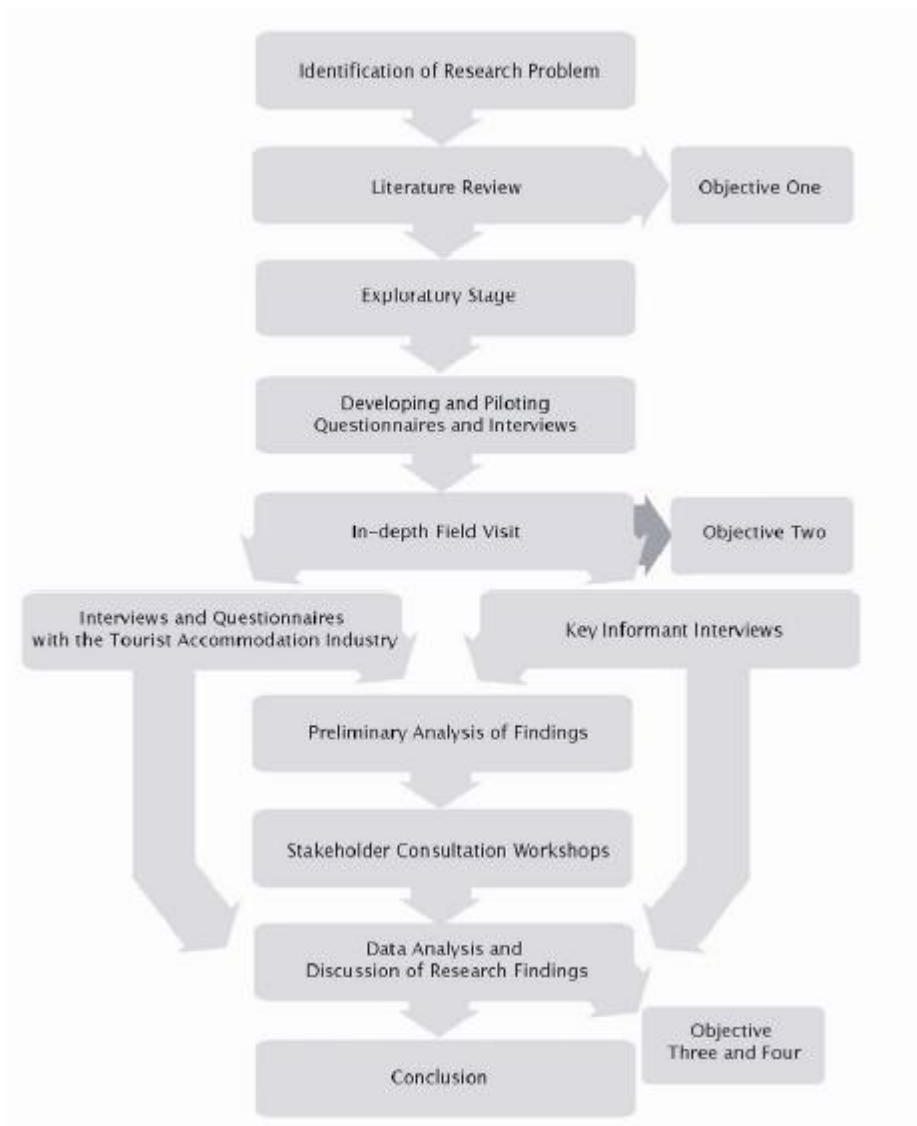 Identification of Research Problem
Literature Review
Objective One
Exploratory Stage
Developing and Piloting
Questionnaires and Interviews
In-depth Field Visit
Objective Two
Interviews and Questionnaires
with the Tourist Accommodation Industry
Key Informant Interviews
Preliminary Analysis of Findings
Stakeholder Consultation Workshops
Data Analysis and
Discussion of Research Findings
Objective
Three and Four
Conclusion